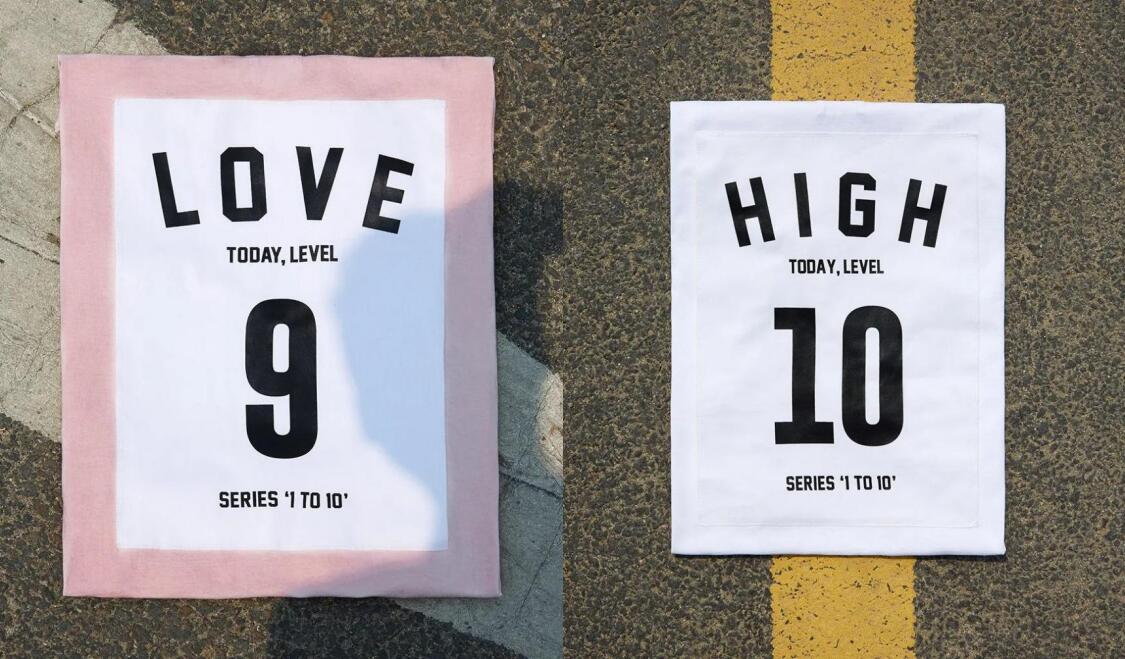 LOVE
TODAY, LEVEL
9
SERIES ‘1 TO 10’
HIGH
TODAY, LEVEL
10
SERIES ‘1 TO 10’